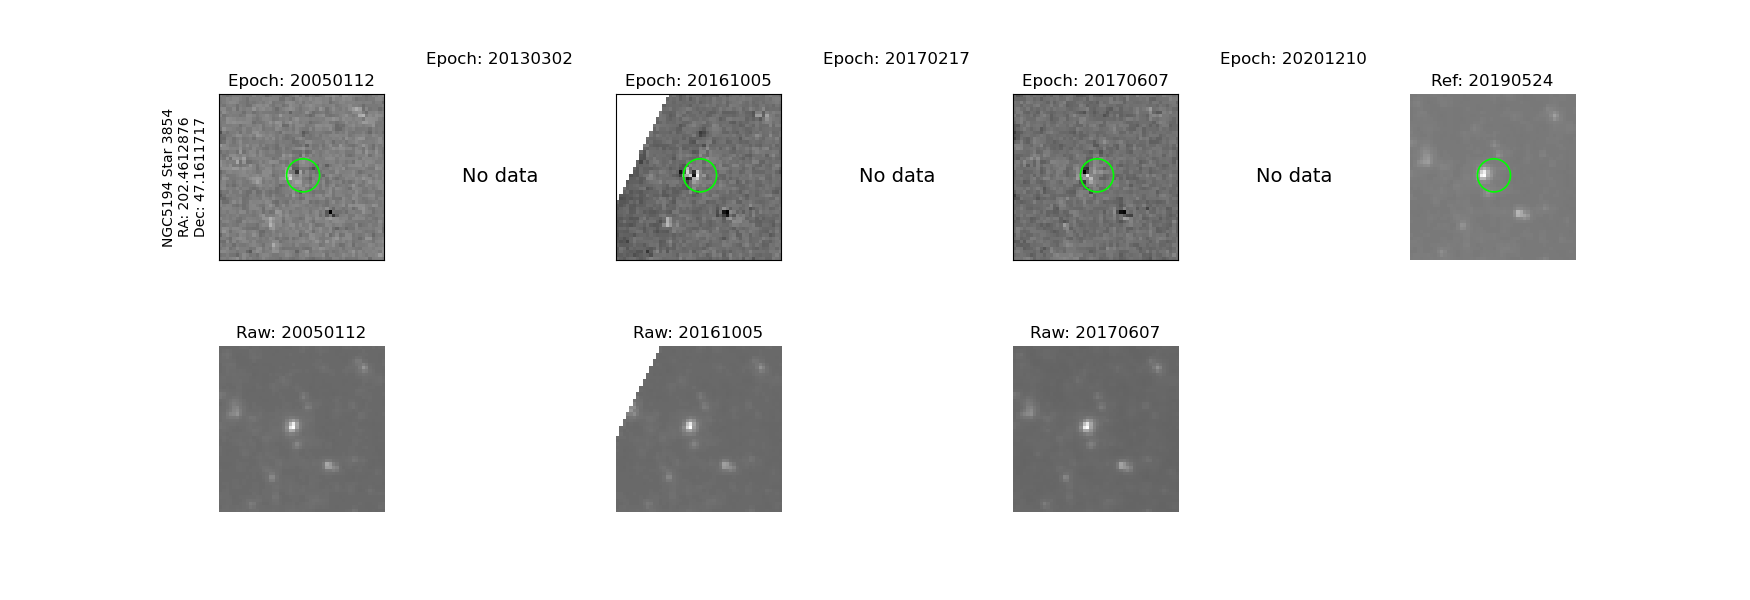 Epoch: 20130302
Epoch: 20170217
Epoch: 20201210
Epoch: 20050112
Epoch: 20161005
Epoch: 20170607
Ref: 20190524
NGC5194 Star 3854
RA: 202.4612876
Dec: 47.1611717
No data
No data
No data
Raw: 20050112
Raw: 20161005
Raw: 20170607